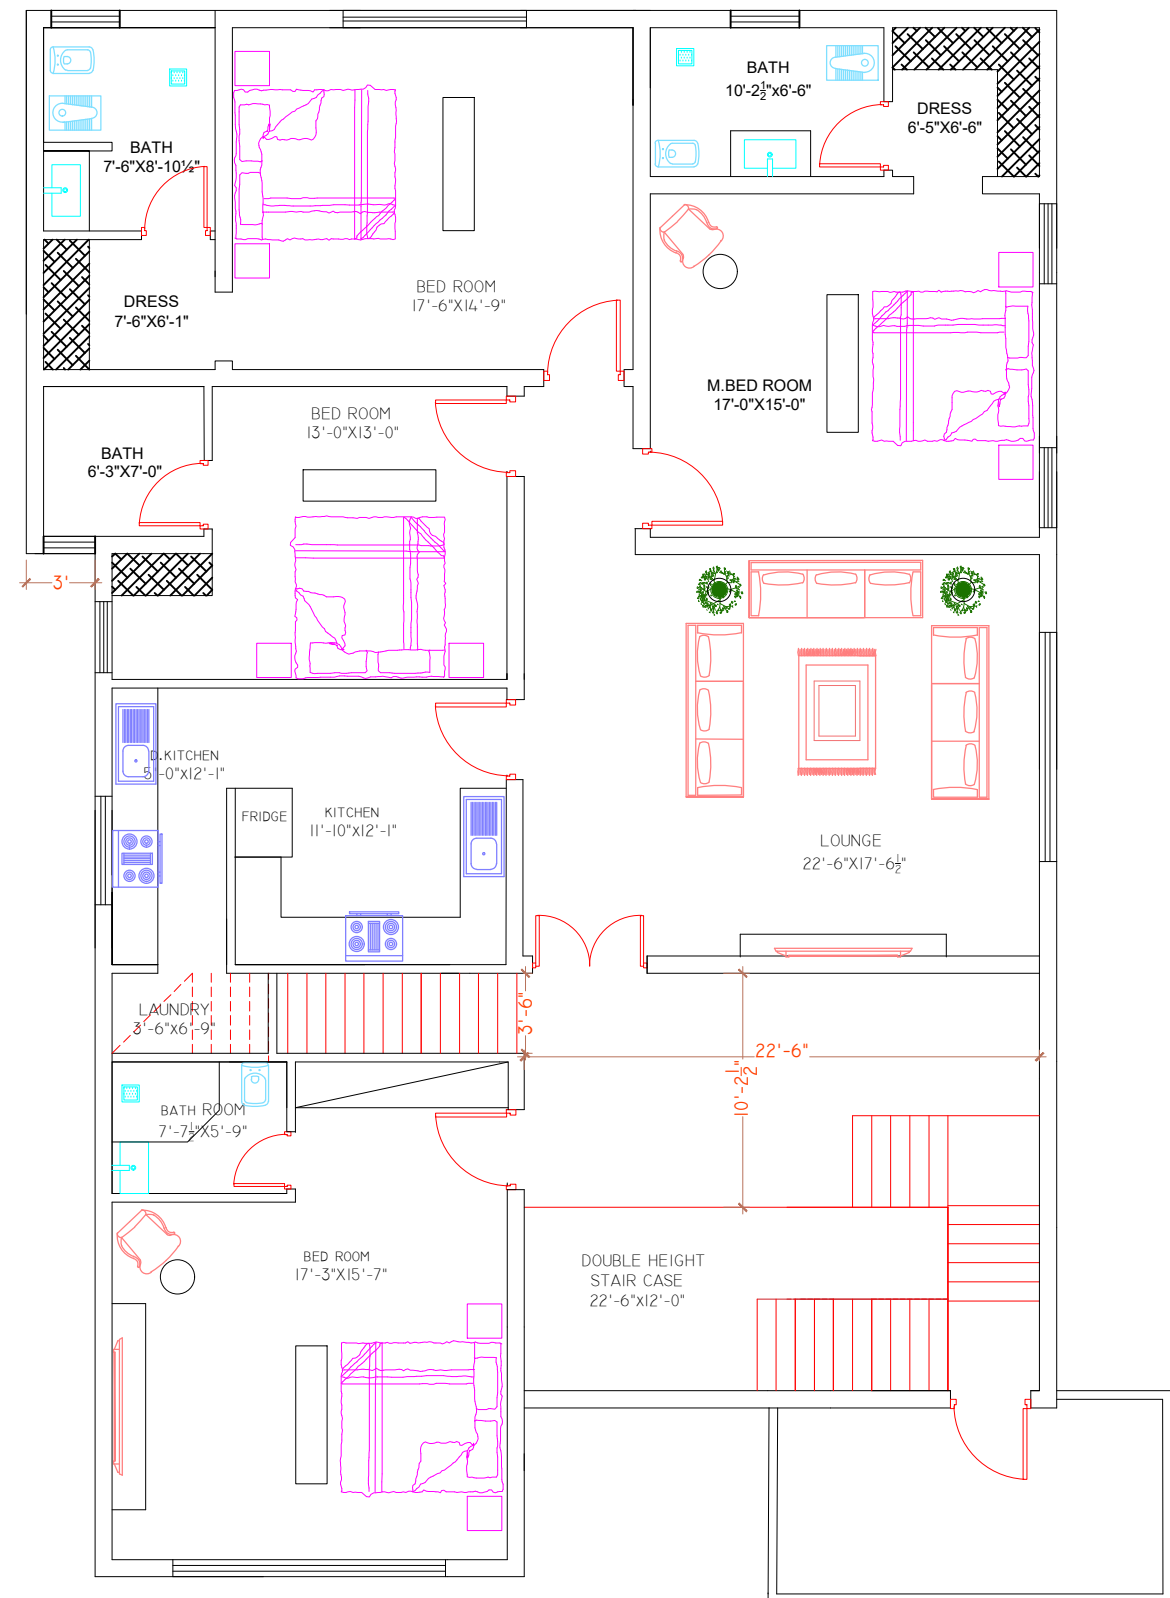 BATH
10'-2½"x6'-6"
DRESS
6'-5"X6'-6"
BATH
7'-6"X8'-10½"
DRESS
7'-6"X6'-1"
BED ROOM
17'-6"X14'-9"
M.BED ROOM
17'-0"X15'-0"
BED ROOM
13'-0"X13'-0"
BATH
6'-3"X7'-0"
3'
D.KITCHEN
5'-0"X12'-1"
FRIDGE
KITCHEN
11'-10"x12'-1"
LOUNGE
22'-6"X17'-6½"
LAUNDRY
3'-6"x6'-9"
3'-6"
22'-6"
10'-2½"
BATH ROOM
7'-7½"X5'-9"
BED ROOM
17'-3"X15'-7"
DOUBLE HEIGHT
STAIR CASE
22'-6"x12'-0"